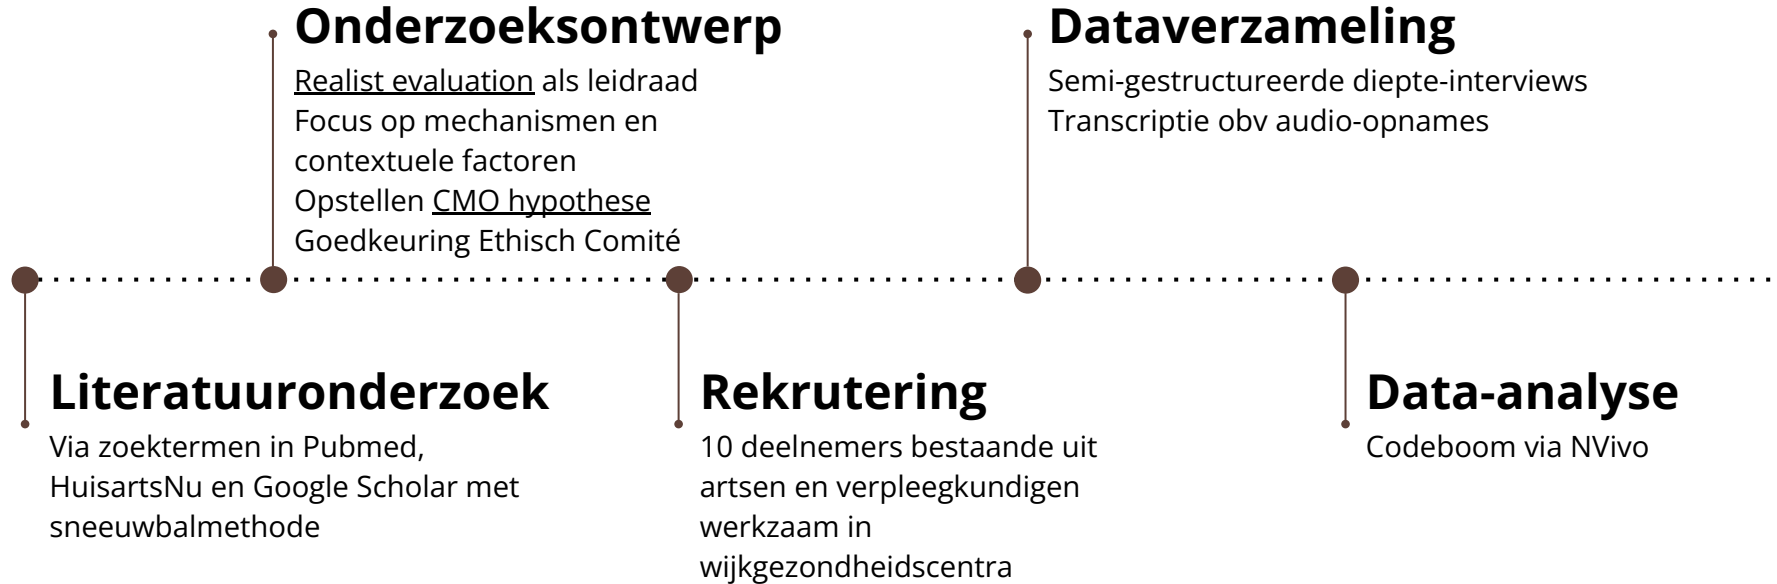 Onderzoeksontwerp
Realist evaluation als leidraad
Focus op mechanismen en
contextuele factoren
Opstellen CMO hypothese
Goedkeuring Ethisch Comité
Dataverzameling
Semi-gestructureerde diepte-interviews
Transcriptie obv audio-opnames
Literatuuronderzoek
Via zoektermen in Pubmed,
HuisartsNu en Google Scholar met
sneeuwbalmethode
Rekrutering
10 deelnemers bestaande uit
artsen en verpleegkundigen
werkzaam in
wijkgezondheidscentra
Data-analyse
Codeboom via NVivo